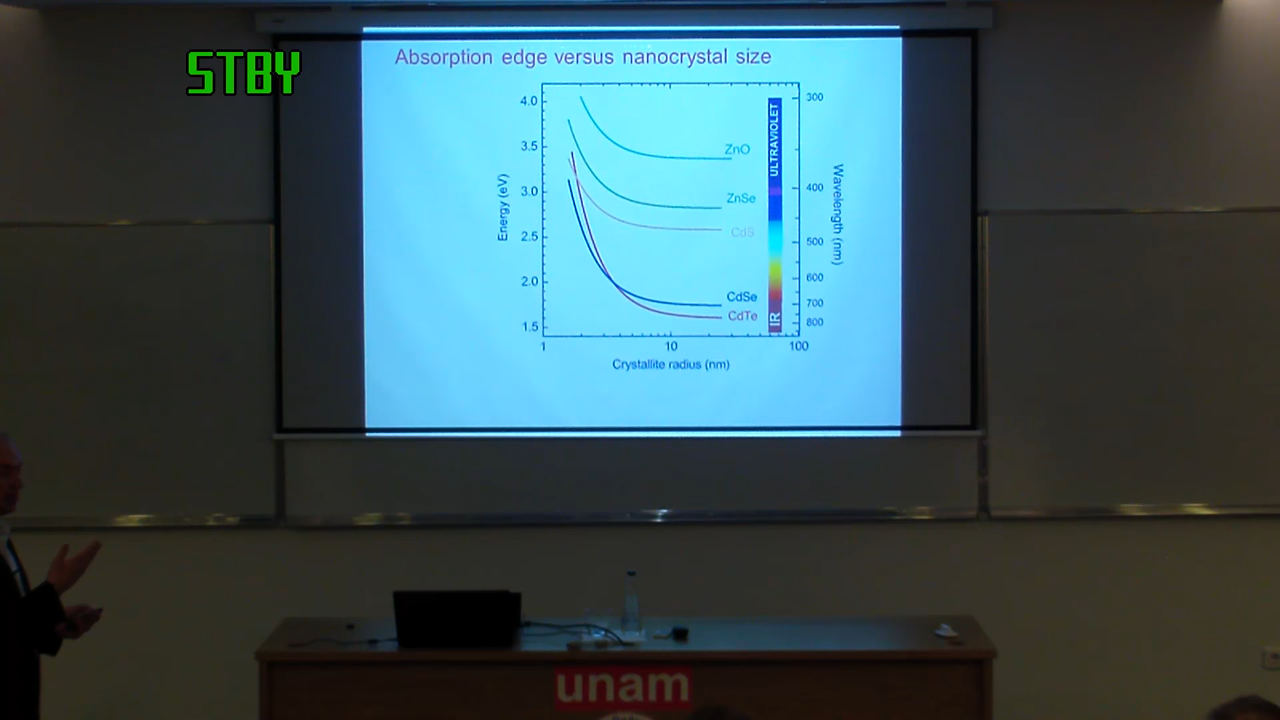 STBY
Absorption edge versus nanocrystal size
4.0
3.5
3.0
2.5
2.0
1.5
Energy (eV)
ZnO
ZnSe
CdS
CdSe
CdTe
ULTRAVIOLET
IR
300
400
500
600
700
800
Wavelength (nm)
1
10
100
Crystallite radius (nm)
unam